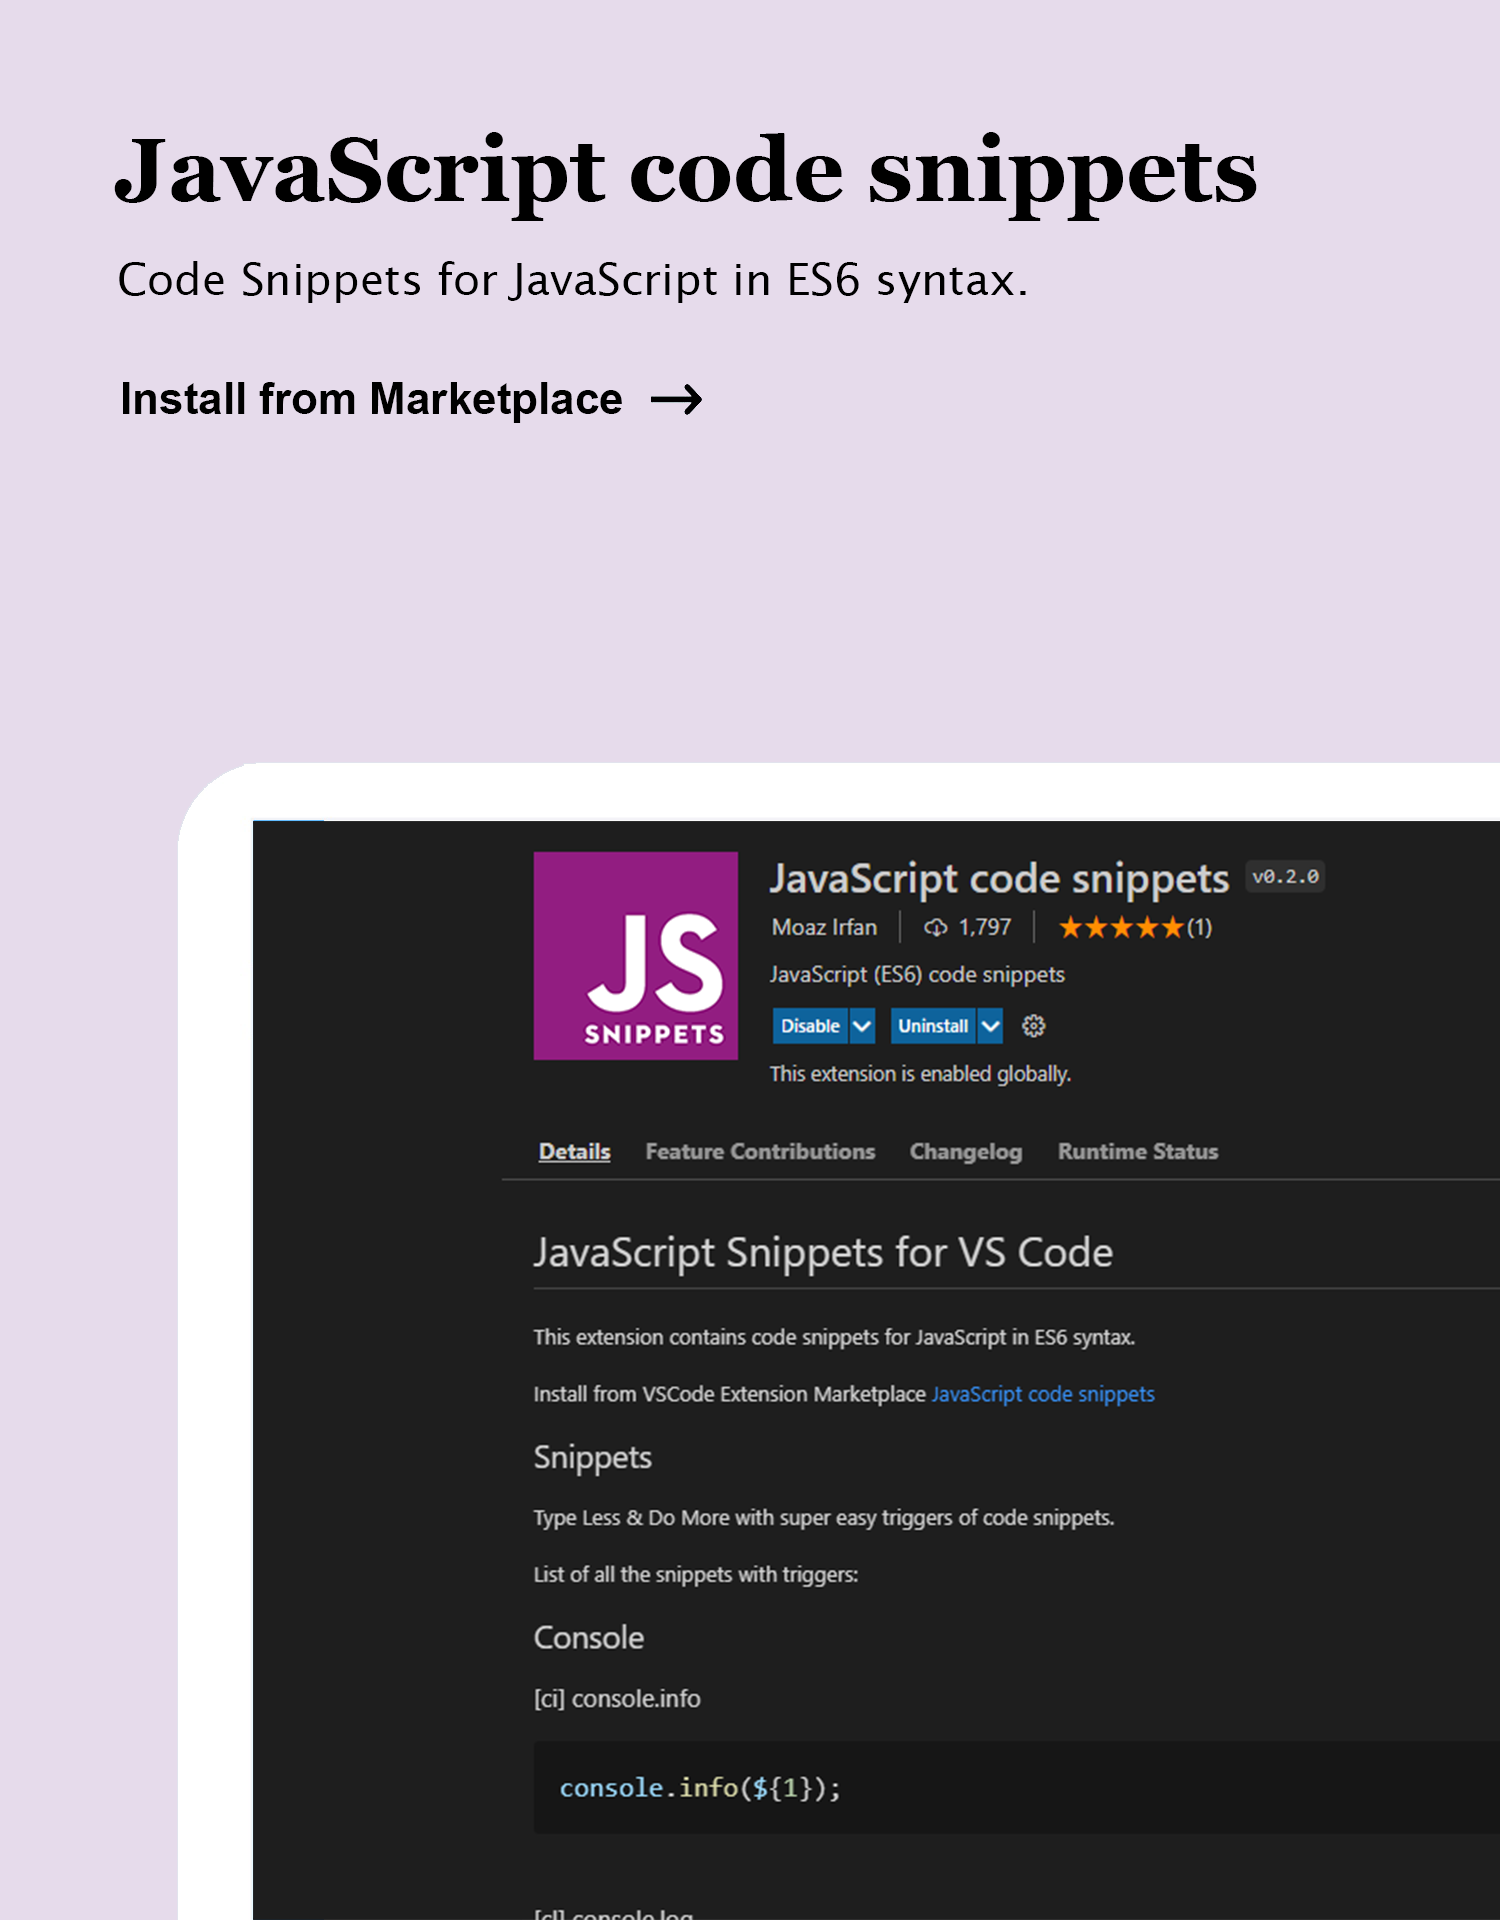 JavaScript code snippets
Code Snippets for JavaScript in ES6 syntax.
Install from Marketplace →
JS
SNIPPETS
JavaScript code snippets v0.2.0
Moaz Irfan | 1,797 | ★★★★★(1)
JavaScript (ES6) code snippets
Disable Uninstall
This extension is enabled globally.
Details Feature Contributions Changelog Runtime Status
JavaScript Snippets for VS Code
This extension contains code snippets for JavaScript in ES6 syntax.
Install from VSCode Extension Marketplace JavaScript code snippets
Snippets
Type Less & Do More with super easy triggers of code snippets.
List of all the snippets with triggers:
Console
[ci] console.info
console.info(${1});
[cl] console.log